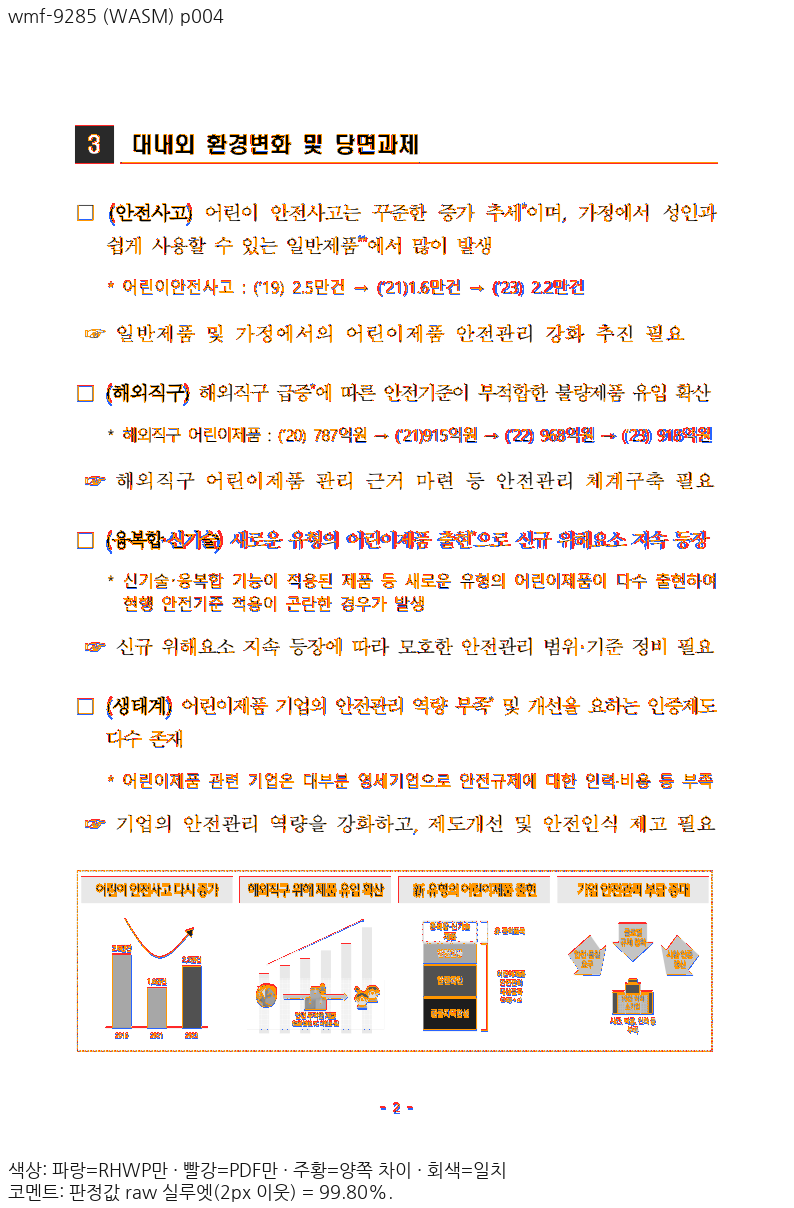 wmf-9285 (WASM) p004
3 대내외 환경변화 및 당면과제
□ (안전사고) 어린이 안전사고는 꾸준한 증가 추세*이며, 가정에서 성인과
쉽게 사용할 수 있는 일반제품**에서 많이 발생
* 어린이안전사고 : ('19) 2.5만건 → ('21)1.6만건 → ('23) 2.2만건
☞ 일반제품 및 가정에서의 어린이제품 안전관리 강화 추진 필요
□ (해외직구) 해외직구 급증*에 따른 안전기준이 부적합한 불량제품 유입 확산
* 해외직구 어린이제품 : ('20) 787억원 → ('21)915억원 → ('22) 968억원 → ('23)
☞ 해외직구 어린이제품 관리 근거 마련 등 안전관리 체계구축 필요
□ (융복합·신기술) 새로운 유형의 어린이제품 출현*으로 신규 위해요소 지속 등장
* 신기술·융복합 기능이 적용된 제품 등 새로운 유형의 어린이제품이 다수 출현하여
현행 안전기준 적용이 곤란한 경우가 발생
☞ 신규 위해요소 지속 등장에 따라 모호한 안전관리 범위·기준 정비 필요
□ (생태계) 어린이제품 기업의 안전관리 역량 부족* 및 개선을 요하는 인증제도
다수 존재
* 어린이제품 관련 기업은 대부분 영세기업으로 안전규제에 대한 인력·비용 등 부족
☞ 기업의 안전관리 역량을 강화하고, 제도개선 및 안전인식 제고 필요
어린이 안전사고 다시 증가 해외직구 위해제품 유입 확산 新 유형의 어린이제품 출현 기업 안전관리 부담 증대
- 2 -
색상: 파랑=RHWP만 · 빨강=PDF만 · 주황=양쪽 차이 · 회색=일치
코멘트: 판정값 raw 실루엣(2px 이웃) = 99.80%.